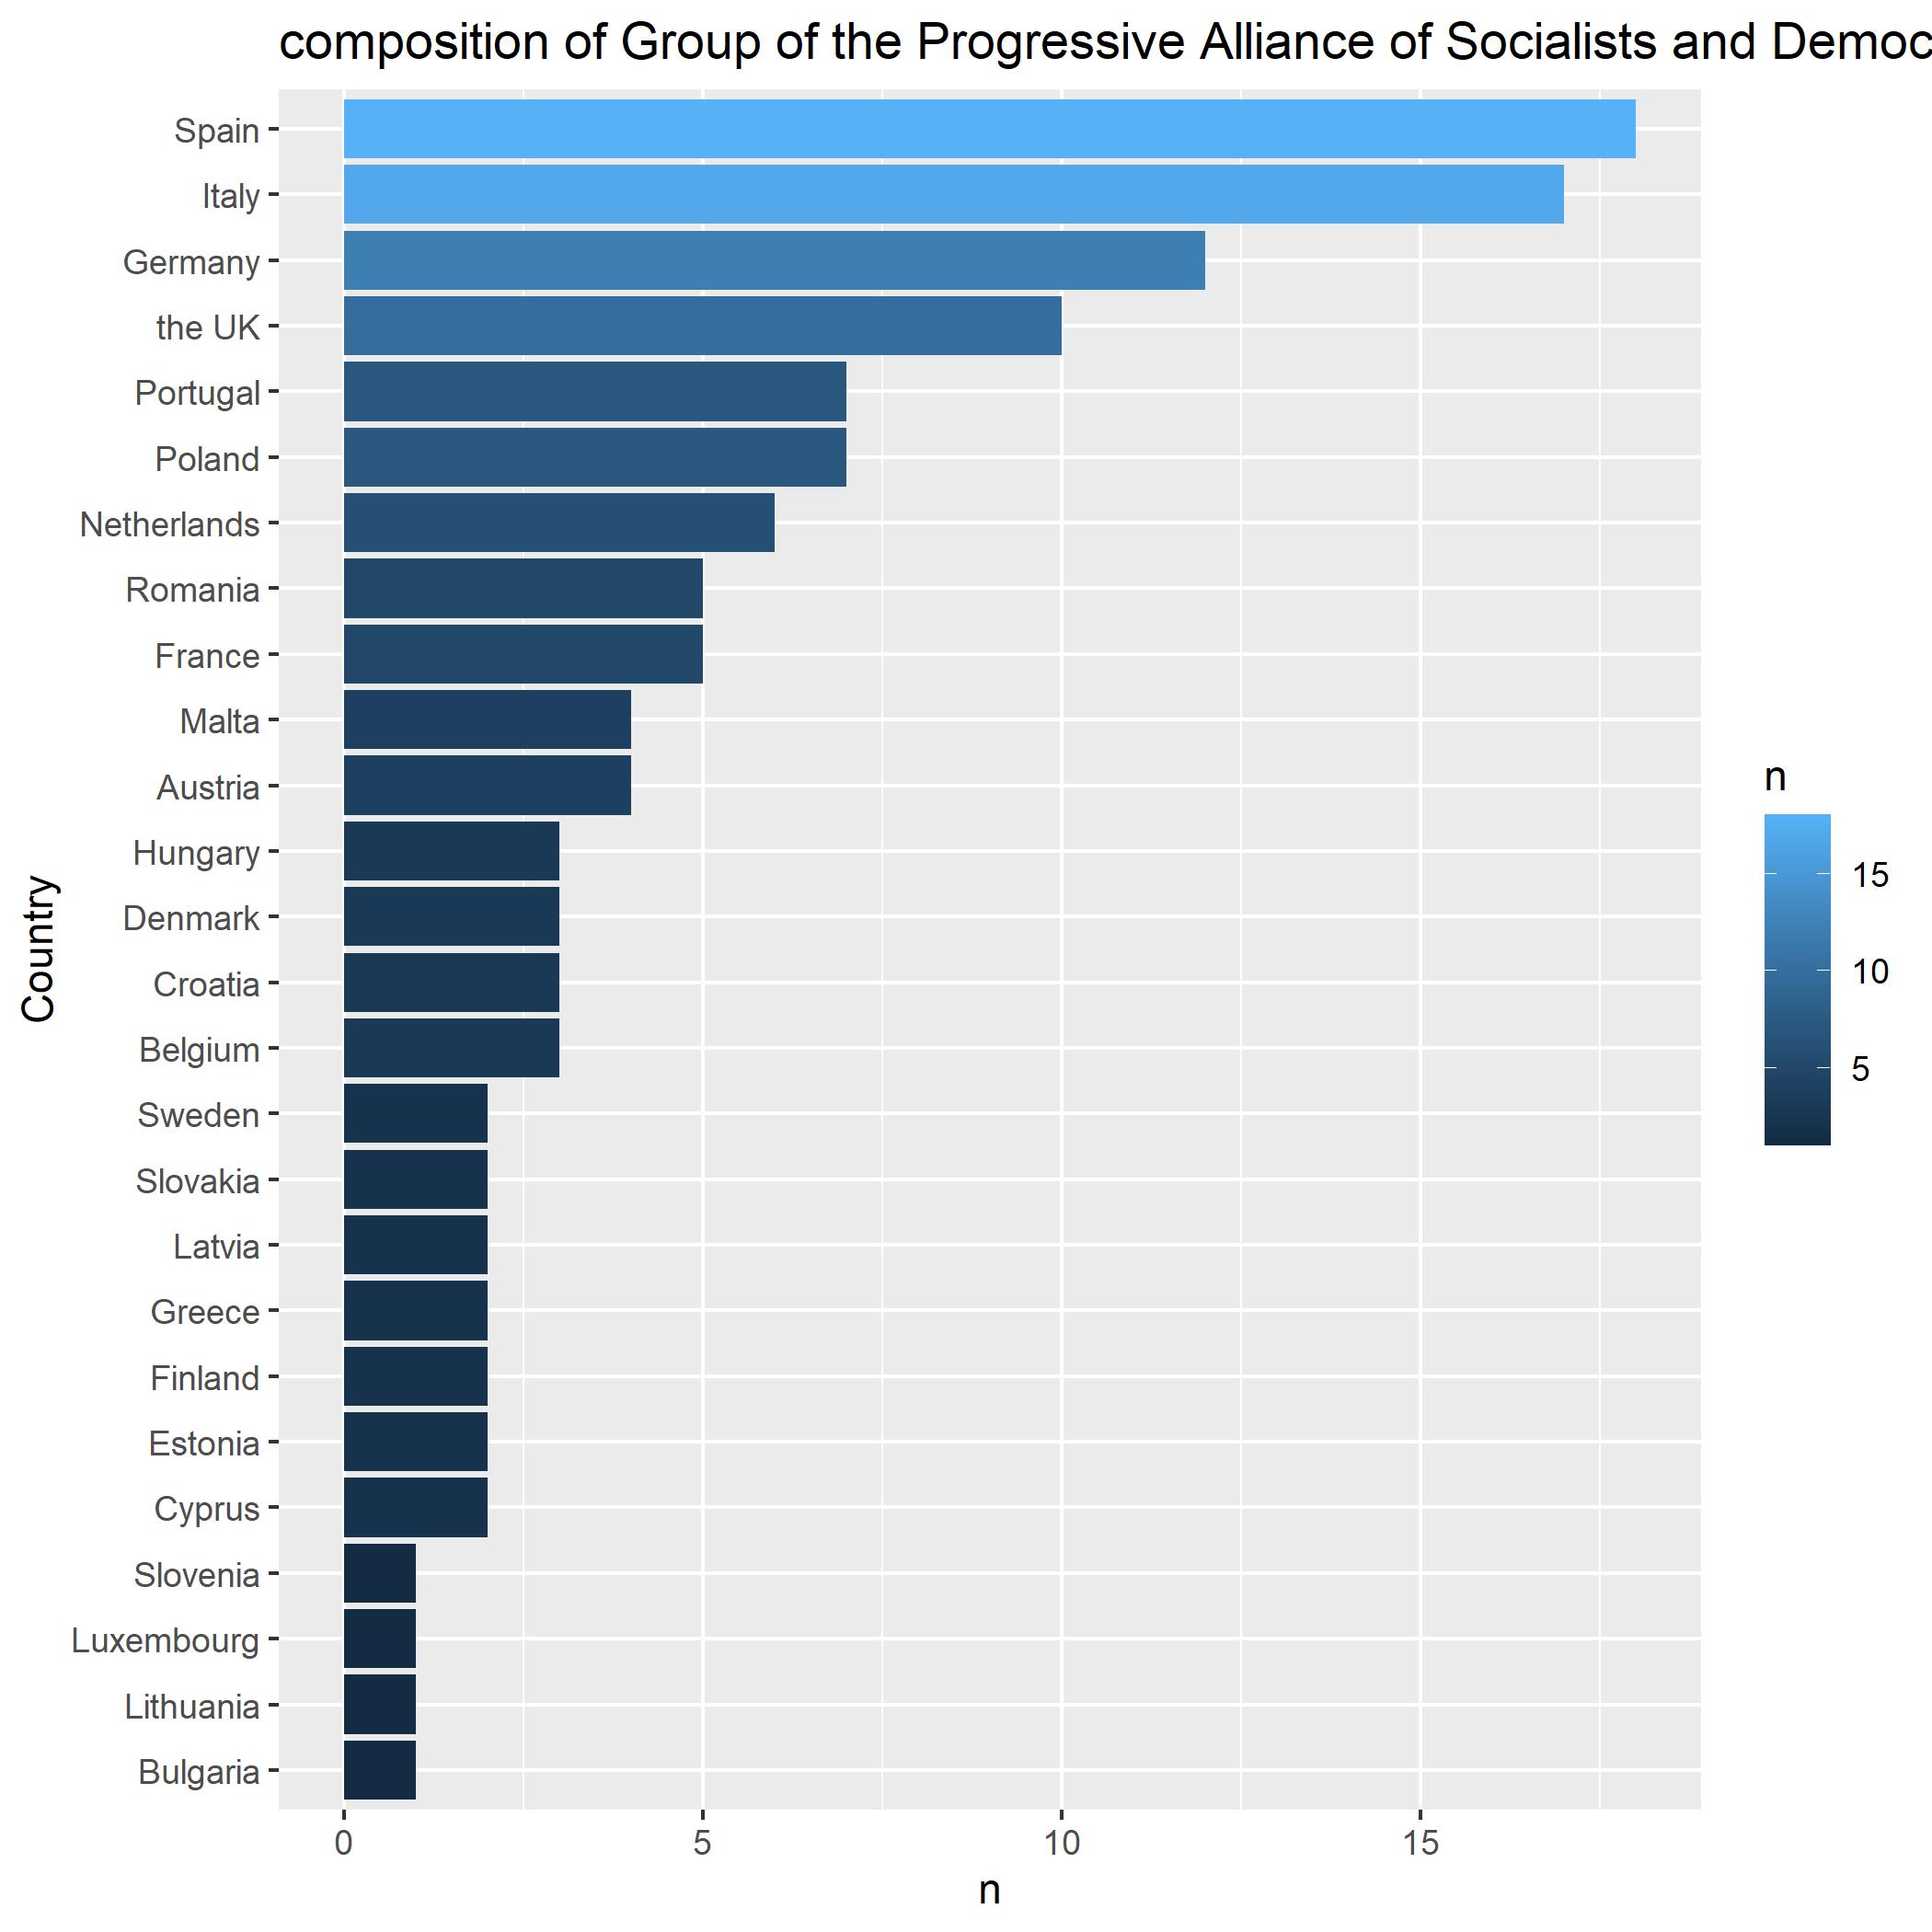 composition of Group of the Progressive Alliance of Socialists and Democ
Spain
Italy
Germany
the UK
Portugal
Poland
Netherlands
Romania
France
Malta
Austria
Hungary
Denmark
Croatia
Belgium
Sweden
Slovakia
Latvia
Greece
Finland
Estonia
Cyprus
Slovenia
Luxembourg
Lithuania
Bulgaria
Country
0 5 10 15
n
n
15
10
5